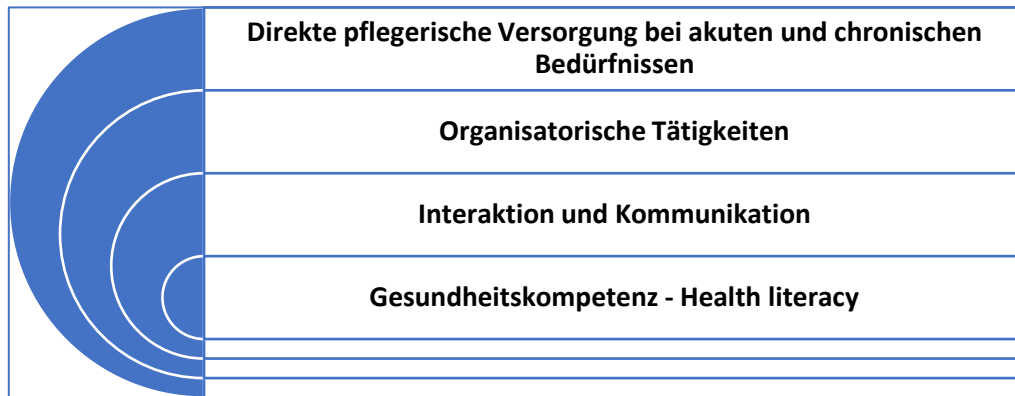 Direkte pflegerische Versorgung bei akuten und chronischen
Bedürfnissen
Organisatorische Tätigkeiten
Interaktion und Kommunikation
Gesundheitskompetenz - Health literacy